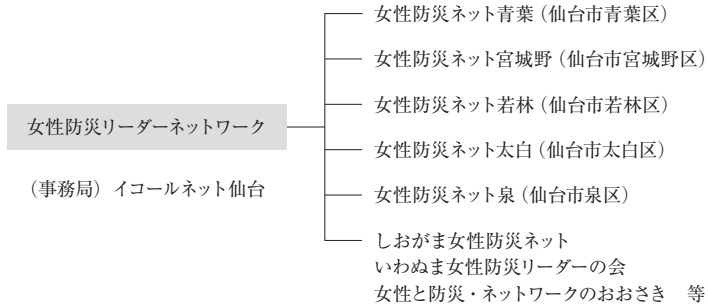 女性防災ネット青葉（仙台市青葉区）
女性防災ネット宮城野（仙台市宮城野区）
女性防災ネット若林（仙台市若林区）
女性防災リーダーネットワーク
女性防災ネット太白（仙台市太白区）
（事務局）イコールネット仙台
女性防災ネット泉（仙台市泉区）
しおがま女性防災ネット
いわぬま女性防災リーダーの会
女性と防災・ネットワークのおおさき　等